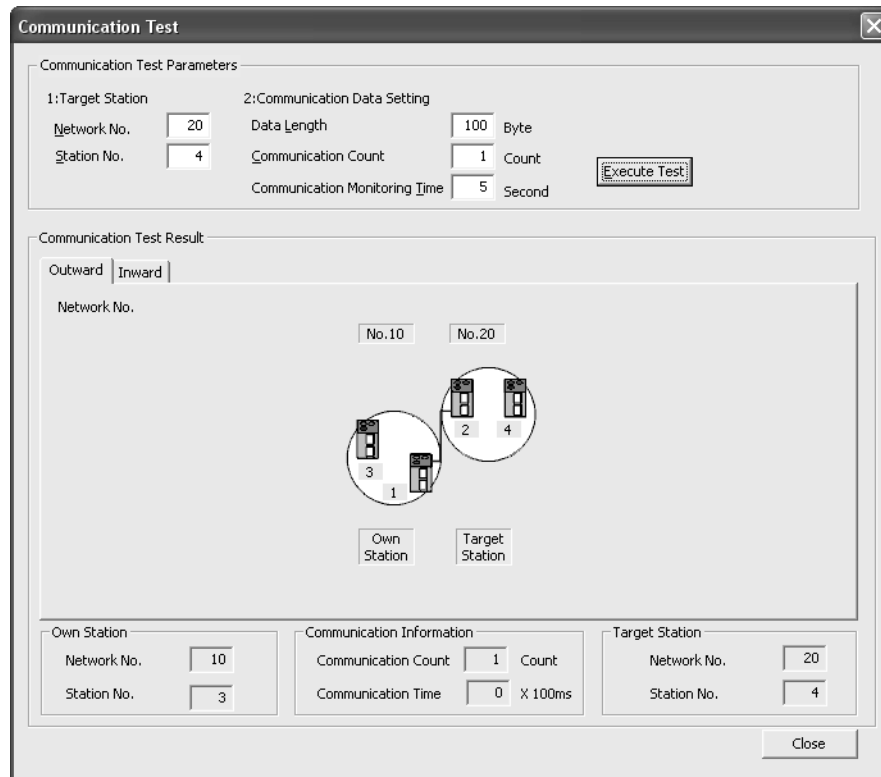 Communication Test
Communication Test Parameters
1:Target Station
2:Communication Data Setting
Network No. 20
Data Length 100 Byte
Station No. 4
Communication Count 1 Count
Execute Test
Communication Monitoring Time 5 Second
Communication Test Result
Outward Inward
Network No.
No.10 No.20
2 4
3
1
Own Station
Target Station
Own Station
Network No. 10
Station No. 3
Communication Information
Communication Count 1 Count
Communication Time 0 X 100ms
Target Station
Network No. 20
Station No. 4
Close